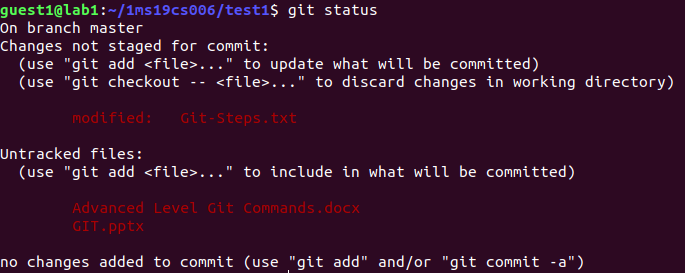 guest1@lab1:~/1ms19cs006/test1$ git status
On branch master
Changes not staged for commit:
  (use "git add <file>..." to update what will be committed)
  (use "git checkout -- <file>..." to discard changes in working directory)
        modified:   Git-Steps.txt
Untracked files:
  (use "git add <file>..." to include in what will be committed)
        Advanced Level Git Commands.docx
        GIT.pptx
no changes added to commit (use "git add" and/or "git commit -a")